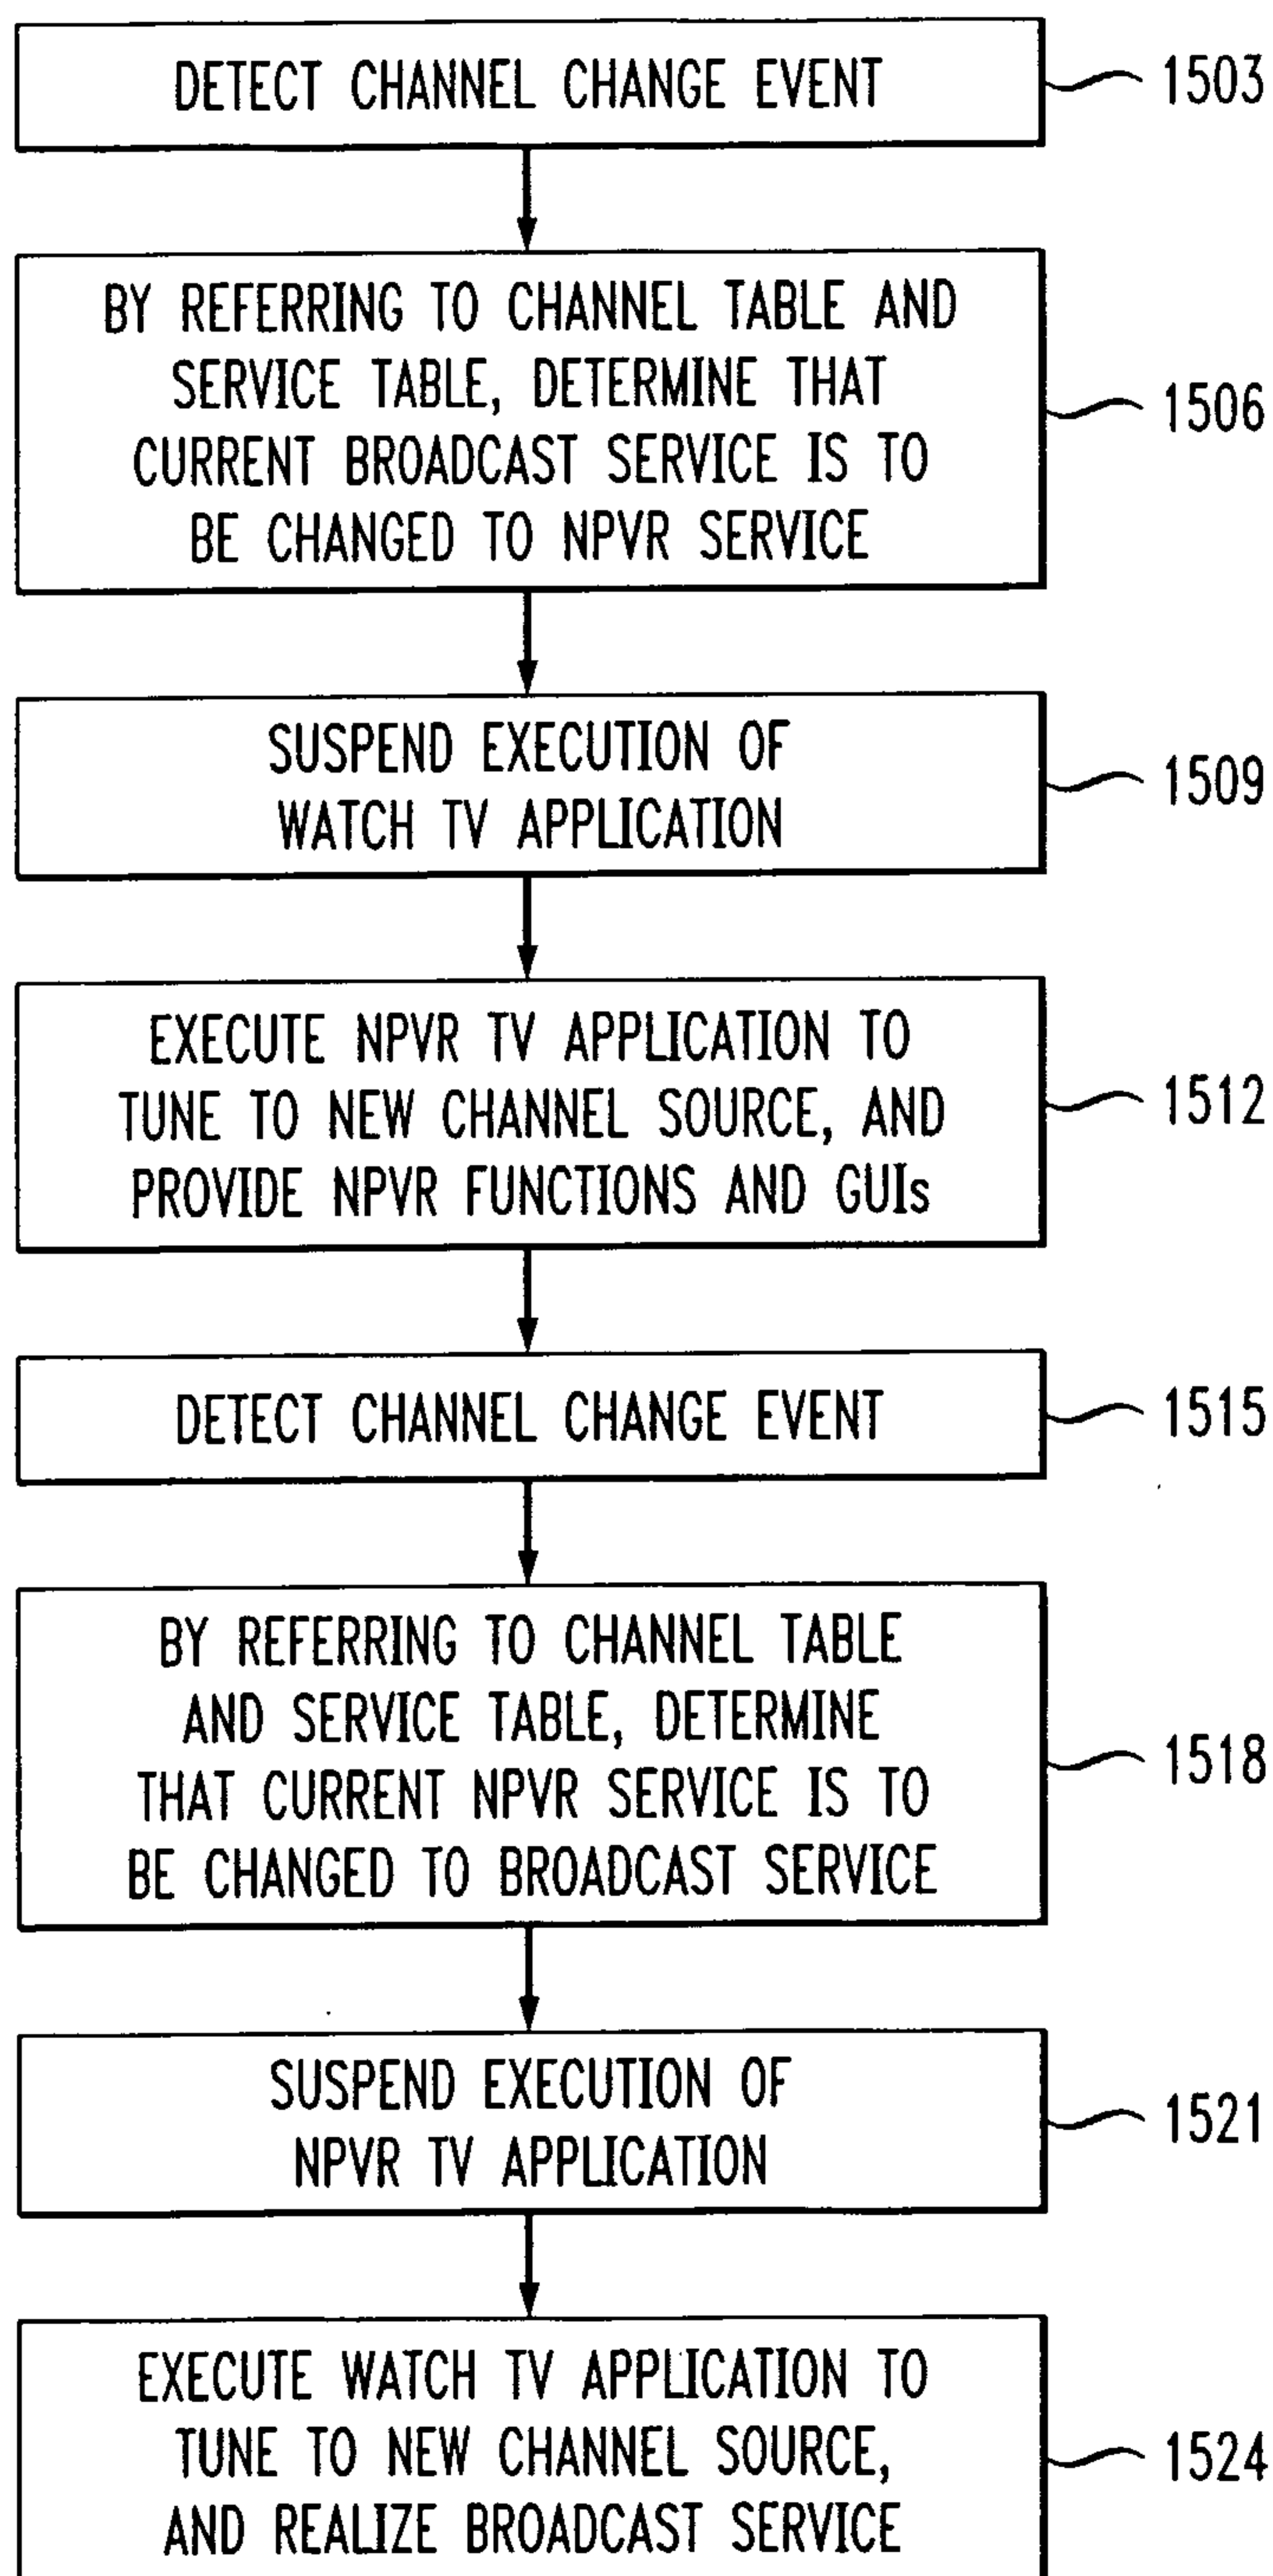 DETECT CHANNEL CHANGE EVENT
1503
BY REFERRING TO CHANNEL TABLE AND
SERVICE TABLE, DETERMINE THAT
CURRENT BROADCAST SERVICE IS TO
BE CHANGED TO NPVR SERVICE
1506
SUSPEND EXECUTION OF
WATCH TV APPLICATION
1509
EXECUTE NPVR TV APPLICATION TO
TUNE TO NEW CHANNEL SOURCE, AND
PROVIDE NPVR FUNCTIONS AND GUIs
1512
DETECT CHANNEL CHANGE EVENT
1515
BY REFERRING TO CHANNEL TABLE
AND SERVICE TABLE, DETERMINE
THAT CURRENT NPVR SERVICE IS TO
BE CHANGED TO BROADCAST SERVICE
1518
SUSPEND EXECUTION OF
NPVR TV APPLICATION
1521
EXECUTE WATCH TV APPLICATION TO
TUNE TO NEW CHANNEL SOURCE,
AND REALIZE BROADCAST SERVICE
1524